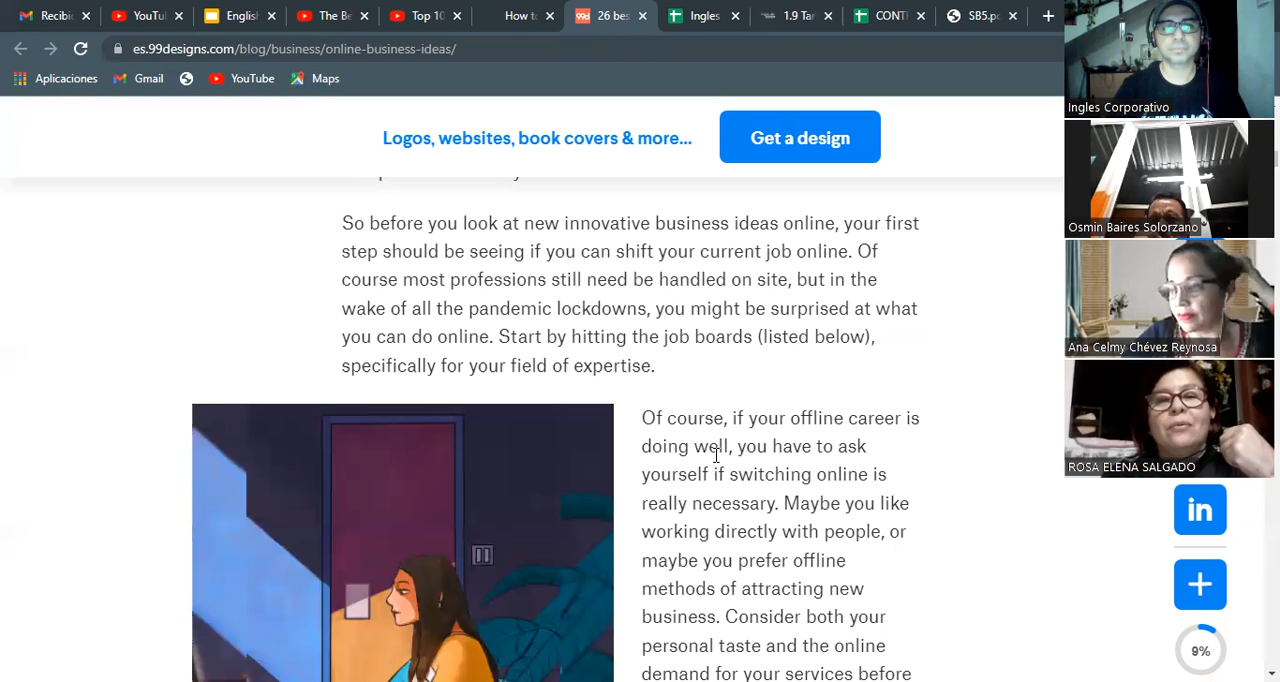 Recibic
YouTu
English
The Be
Top 10
How to
26 bes
Ingles
1.9 Tar
CONTH
SB5.pc
es.99designs.com/blog/business/online-business-ideas/
Aplicaciones
Gmail
YouTube
Maps
Logos, websites, book covers & more...
Get a design
So before you look at new innovative business ideas online, your first
step should be seeing if you can shift your current job online. Of
course most professions still need be handled on site, but in the
wake of all the pandemic lockdowns, you might be surprised at what
you can do online. Start by hitting the job boards (listed below),
specifically for your field of expertise.
Of course, if your offline career is
doing well, you have to ask
yourself if switching online is
really necessary. Maybe you like
working directly with people, or
maybe you prefer offline
methods of attracting new
business. Consider both your
personal taste and the online
demand for your services before
in
9%
Ingles Corporativo
Osmin Baires Solorzano
Ana Celmy Chévez Reynosa
ROSA ELENA SALGADO